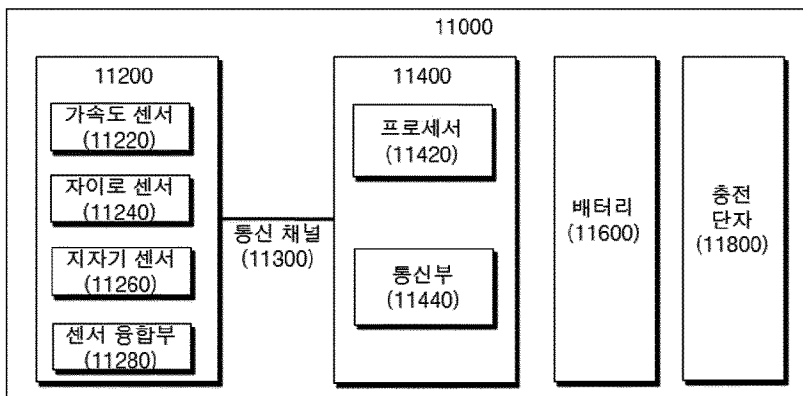 11000
11200
가속도 센서
(11220)
자이로 센서
(11240)
지자기 센서
(11260)
센서 융합부
(11280)
통신 채널
(11300)
11400
프로세서
(11420)
통신부
(11440)
배터리
(11600)
충전
단자
(11800)